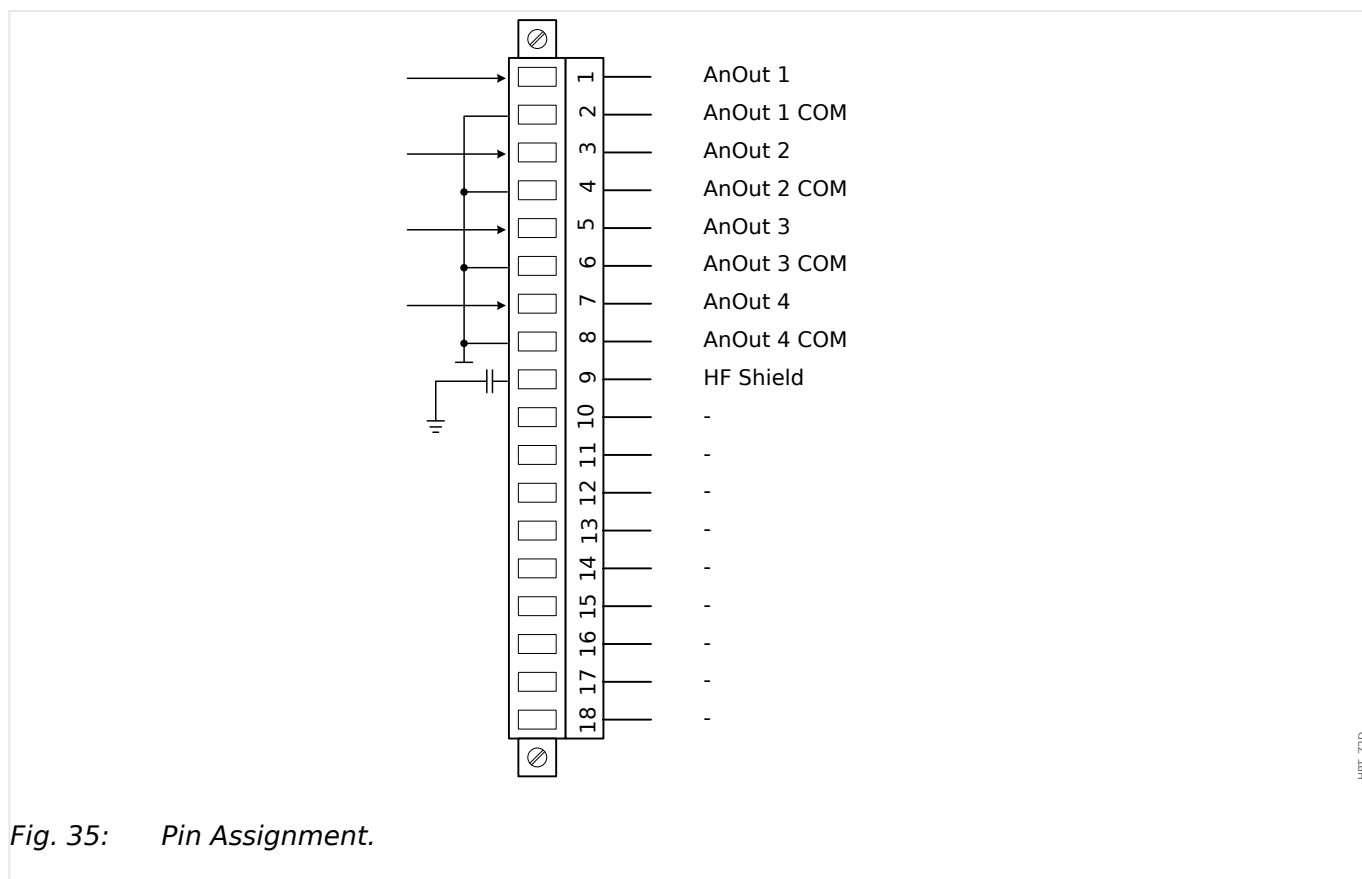 1 AnOut 1
2 AnOut 1 COM
3 AnOut 2
4 AnOut 2 COM
5 AnOut 3
6 AnOut 3 COM
7 AnOut 4
8 AnOut 4 COM
9 HF Shield
10 -
11 -
12 -
13 -
14 -
15 -
16 -
17 -
18 -
Fig. 35: Pin Assignment.